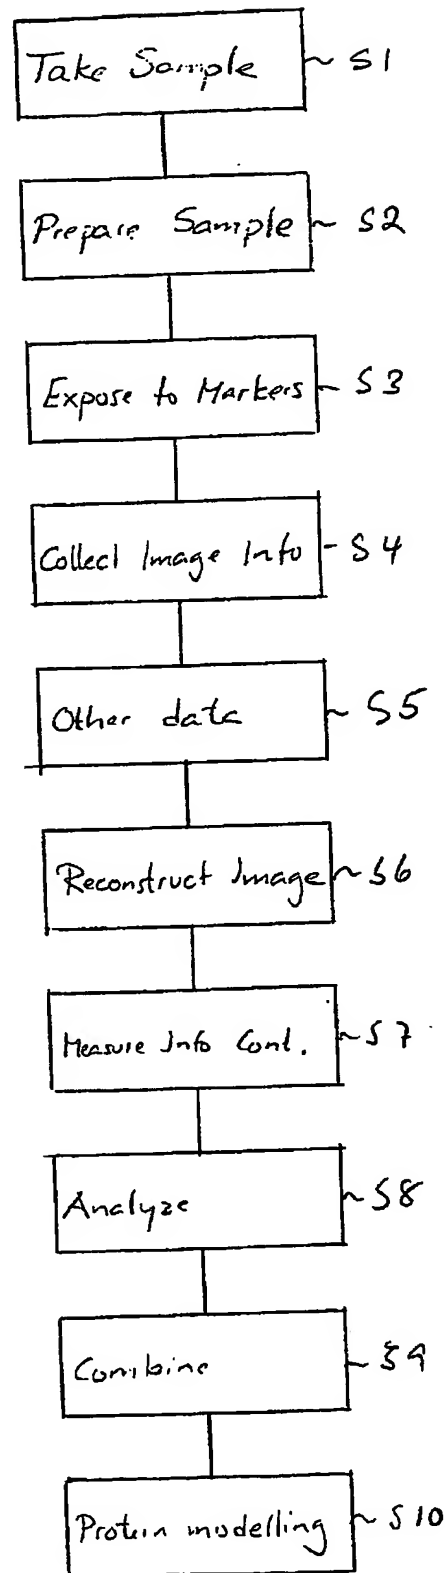 Take Sample ~ S1
Prepare Sample ~ S2
Expose to Markers ~ S3
Collect Image Info - S4
Other data ~ S5
Reconstruct Image ~ S6
Measure Info Cont. ~ S7
Analyze ~ S8
Combine ~ S9
Protein modelling ~ S10